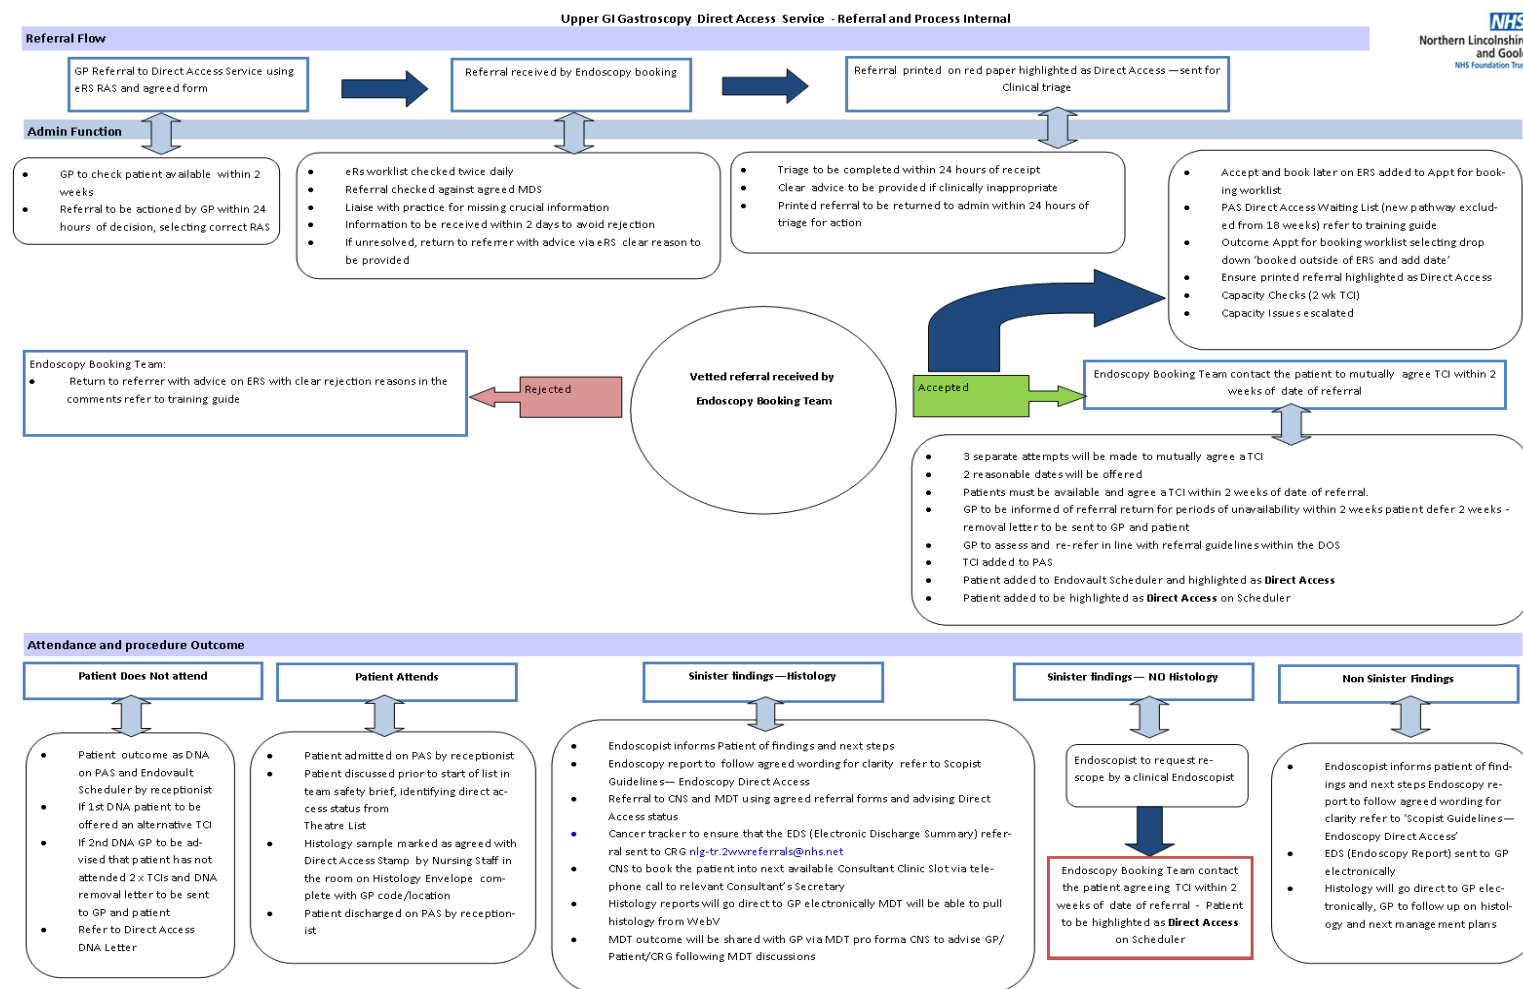 Upper GI Gastroscopy Direct Access Service - Referral and Process Internal
NHS
Northern Lincolnshire
and Goole
NHS Foundation Trus
Referral Flow
GP Referral to Direct Access Service using
eRS RAS and agreed form
Referral received by Endoscopy booking
Referral printed on red paper highlighted as Direct Access —sent for
Clinical triage
Admin Function
• GP to check patient available within 2
weeks
• Referral to be actioned by GP within 24
hours of decision, selecting correct RAS
• eRs worklist checked twice daily
• Referral checked against agreed MDS
• Liaise with practice for missing crucial information
• Information to be received within 2 days to avoid rejection
• If unresolved, return to referrer with advice via eRS clear reason to
be provided
• Triage to be completed within 24 hours of receipt
• Clear advice to be provided if clinically inappropriate
• Printed referral to be returned to admin within 24 hours of
triage for action
• Accept and book later on ERS added to Appt for book-
ing worklist
• PAS Direct Access Waiting List (new pathway exclud-
ed from 18 weeks) refer to training guide
• Outcome Appt for booking worklist selecting drop
down ‘booked outside of ERS and add date’
• Ensure printed referral highlighted as Direct Access
• Capacity Checks (2 wk TCI)
• Capacity Issues escalated
Endoscopy Booking Team:
• Return to referrer with advice on ERS with clear rejection reasons in the
comments refer to training guide
Rejected
Vetted referral received by
Endoscopy Booking Team
Accepted
Endoscopy Booking Team contact the patient to mutually agree TCI within 2
weeks of date of referral
• 3 separate attempts will be made to mutually agree a TCI
• 2 reasonable dates will be offered
• Patients must be available and agree a TCI within 2 weeks of date of referral.
• GP to be informed of referral return for periods of unavailability within 2 weeks patient defer 2 weeks -
removal letter to be sent to GP and patient
• GP to assess and re-refer in line with referral guidelines within the DOS
• TCI added to PAS
• Patient added to Endovault Scheduler and highlighted as Direct Access
• Patient added to be highlighted as Direct Access on Scheduler
Attendance and procedure Outcome
Patient Does Not attend
• Patient outcome as DNA
on PAS and Endovault
Scheduler by receptionist
• If 1st DNA patient to be
offered an alternative TCI
• If 2nd DNA GP to be ad-
vised that patient has not
attended 2 x TCIs and DNA
removal letter to be sent
to GP and patient
• Refer to Direct Access
DNA Letter
Patient Attends
• Patient admitted on PAS by receptionist
• Patient discussed prior to start of list in
team safety brief, identifying direct ac-
cess status from
Theatre List
• Histology sample marked as agreed with
Direct Access Stamp by Nursing Staff in
the room on Histology Envelope com-
plete with GP code/location
• Patient discharged on PAS by reception-
ist
Sinister findings—Histology
• Endoscopist informs Patient of findings and next steps
• Endoscopy report to follow agreed wording for clarity refer to Scopist
Guidelines— Endoscopy Direct Access
• Referral to CNS and MDT using agreed referral forms and advising Direct
Access status
• Cancer tracker to ensure that the EDS (Electronic Discharge Summary) refer-
ral sent to CRG nlg-tr.2wwreferrals@nhs.net
• CNS to book the patient into next available Consultant Clinic Slot via tele-
phone call to relevant Consultant’s Secretary
• Histology reports will go direct to GP electronically MDT will be able to pull
histology from WebV
• MDT outcome will be shared with GP via MDT pro forma CNS to advise GP/
Patient/CRG following MDT discussions
Sinister findings— NO Histology
Endoscopist to request re-
scope by a clinical Endoscopist
Endoscopy Booking Team contact
the patient agreeing TCI within 2
weeks of date of referral - Patient
to be highlighted as Direct Access
on Scheduler
Non Sinister Findings
• Endoscopist informs patient of find-
ings and next steps Endoscopy re-
port to follow agreed wording for
clarity refer to ‘Scopist Guidelines—
Endoscopy Direct Access’
• EDS (Endoscopy Report) sent to GP
electronically
• Histology will go direct to GP elec-
tronically, GP to follow up on histol-
ogy and next management plans